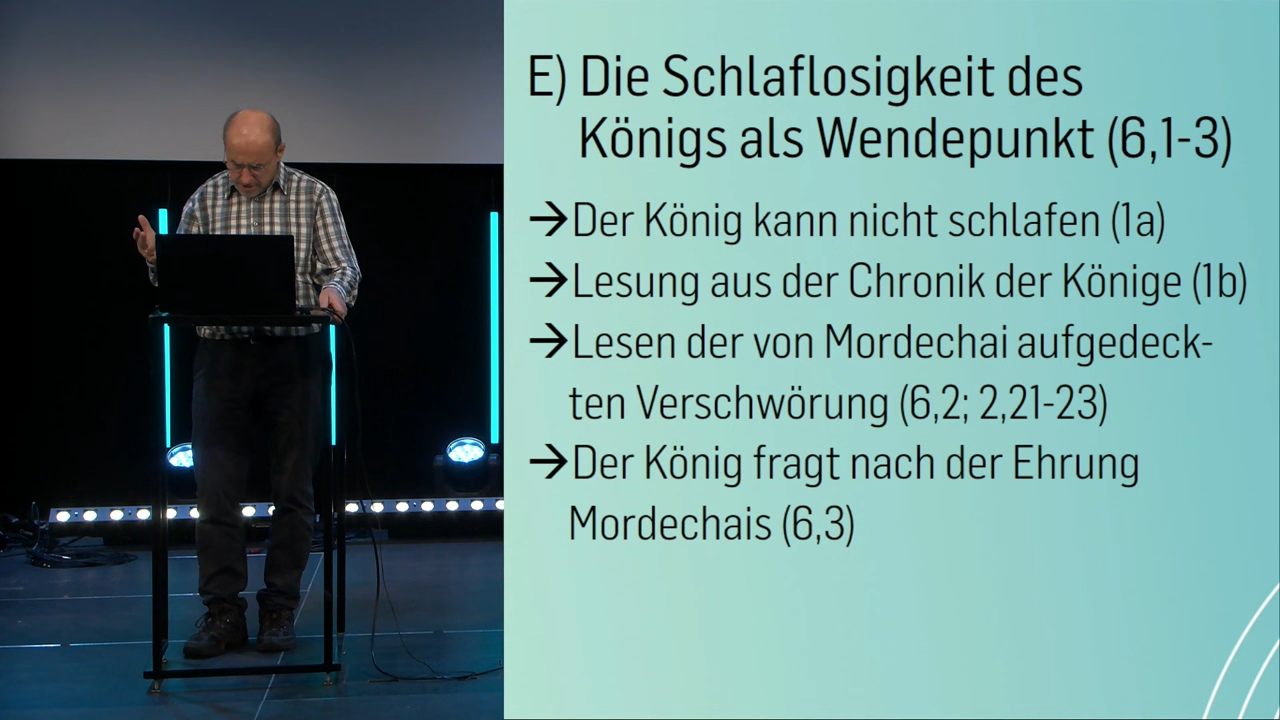 E) Die Schlaflosigkeit des
Königs als Wendepunkt (6,1-3)
→Der König kann nicht schlafen (1a)
→Lesung aus der Chronik der Könige (1b)
→Lesen der von Mordechai aufgedeck-
ten Verschwörung (6,2; 2,21-23)
→Der König fragt nach der Ehrung
Mordechais (6,3)